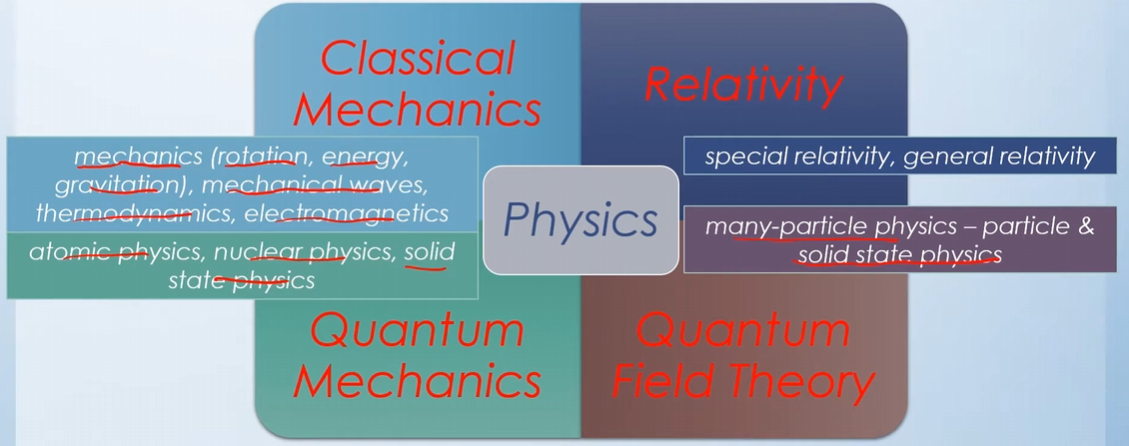 Classical
Mechanics
Relativity
mechanics (rotation, energy,
gravitation), mechanical waves,
thermodynamics, electromagnetics
special relativity, general relativity
Physics
atomic physics, nuclear physics, solid
state physics
many-particle physics – particle &
solid state physics
Quantum
Mechanics
Quantum
Field Theory